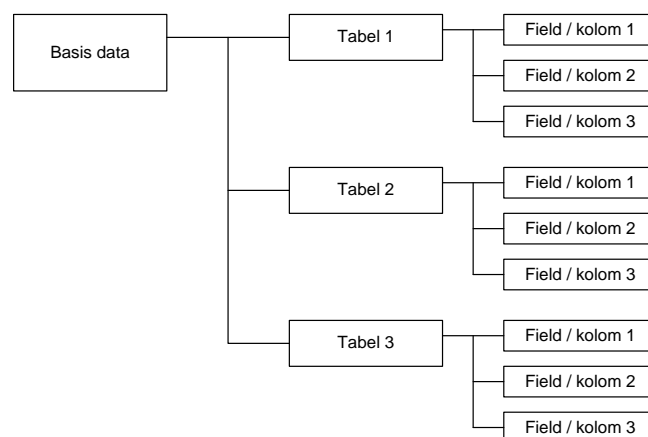 Basis data
Tabel 1
Field / kolom 1
Field / kolom 2
Field / kolom 3
Tabel 2
Field / kolom 1
Field / kolom 2
Field / kolom 3
Tabel 3
Field / kolom 1
Field / kolom 2
Field / kolom 3